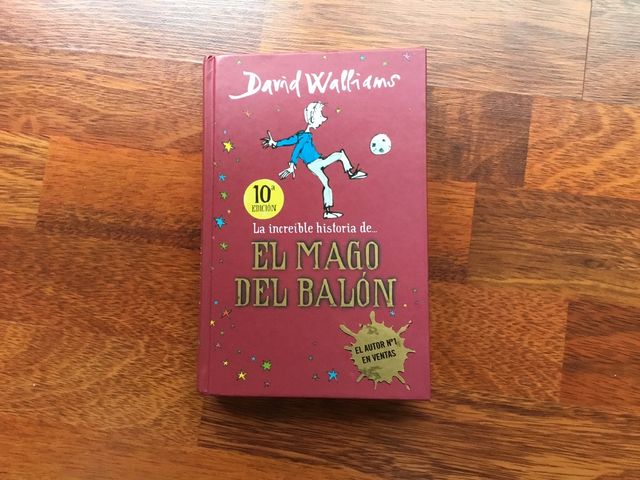 David Walliams
10ª
EDICIÓN
La increíble historia de...
EL MAGO
DEL BALÓN
EL AUTOR Nº1
EN VENTAS